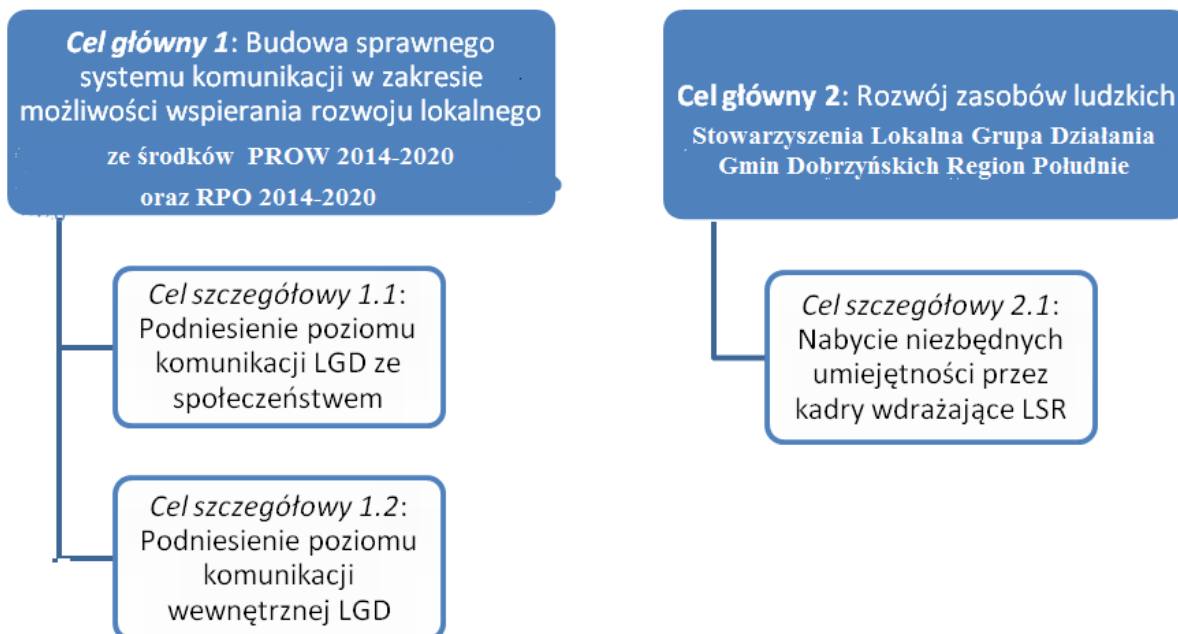 Cel główny 1: Budowa sprawnego
systemu komunikacji w zakresie
możliwości wspierania rozwoju lokalnego
ze środków PROW 2014-2020
oraz RPO 2014-2020
Cel szczegółowy 1.1:
Podniesienie poziomu
komunikacji LGD ze
społeczeństwem
Cel szczegółowy 1.2:
Podniesienie poziomu
komunikacji
wewnętrznej LGD
Cel główny 2: Rozwój zasobów ludzkich
Stowarzyszenia Lokalna Grupa Działania
Gmin Dobrzyńskich Region Południe
Cel szczegółowy 2.1:
Nabycie niezbędnych
umiejętności przez
kadry wdrażające LSR